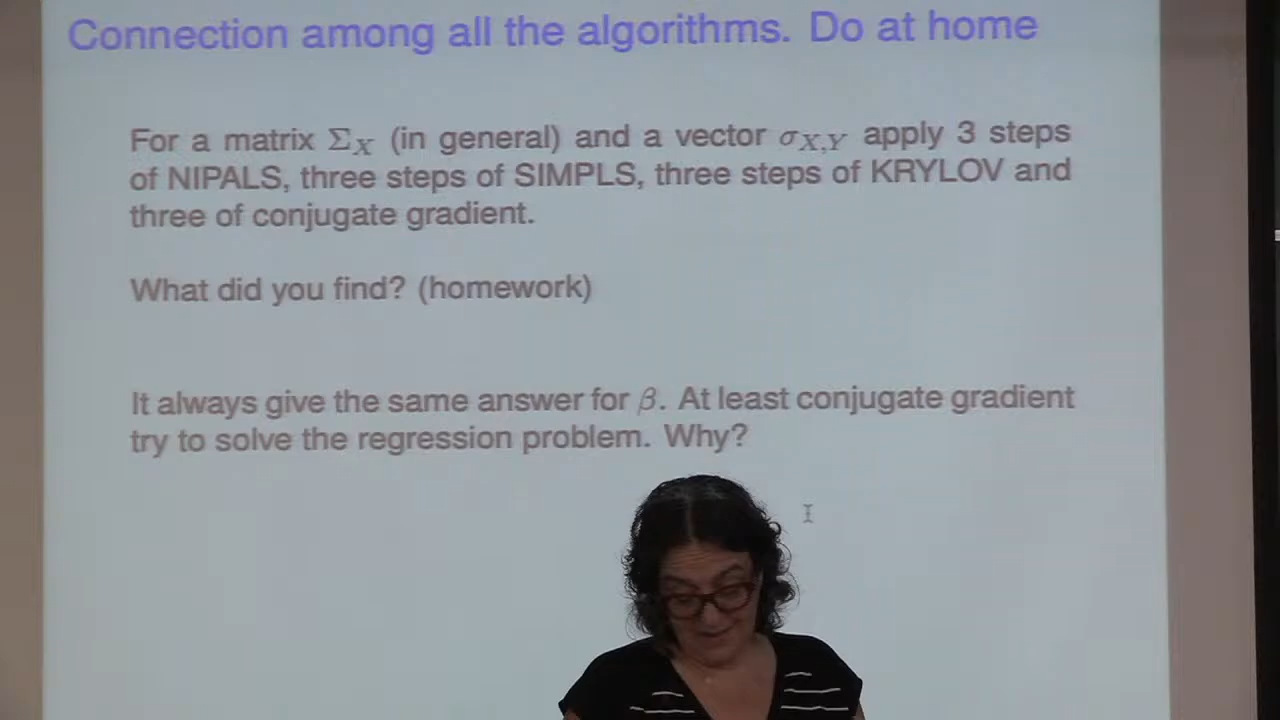 Connection among all the algorithms. Do at home
For a matrix Σ_X (in general) and a vector σ_{X,Y} apply 3 steps
of NIPALS, three steps of SIMPLS, three steps of KRYLOV and
three of conjugate gradient.
What did you find? (homework)
It always give the same answer for β. At least conjugate gradient
try to solve the regression problem. Why?